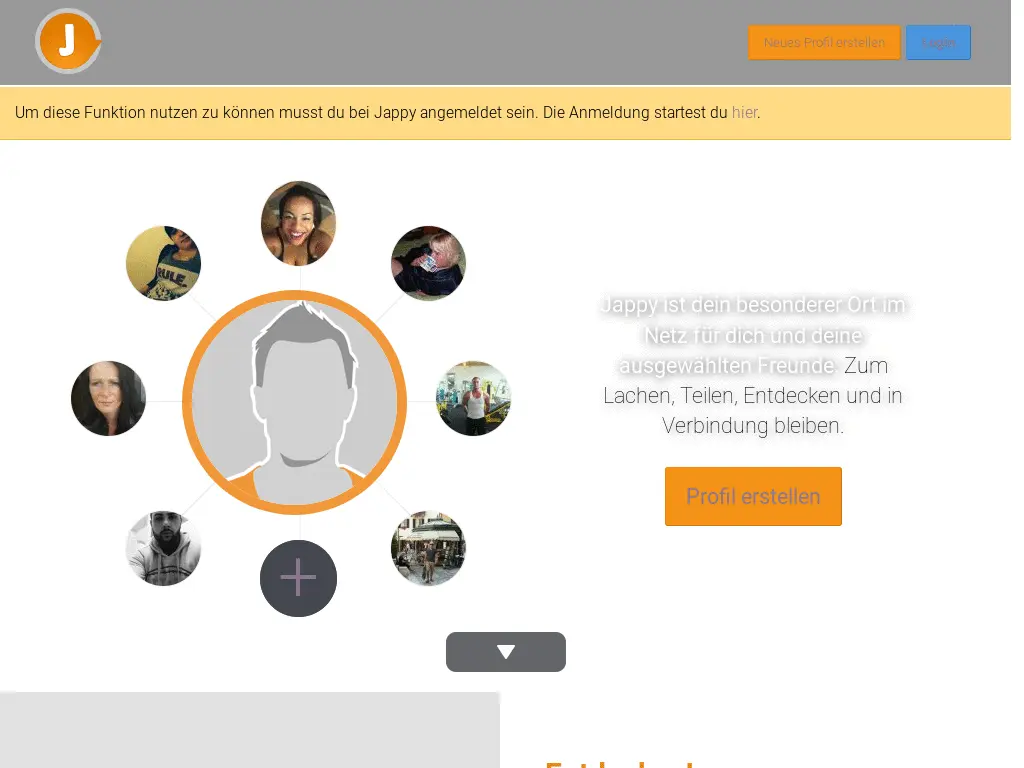 J
Neues Profil erstellen
Login
Um diese Funktion nutzen zu können musst du bei Jappy angemeldet sein. Die Anmeldung startest du hier.
RULE.
Jappy ist dein besonderer Ort im
Netz für dich und deine
ausgewählten Freunde. Zum
Lachen, Teilen, Entdecken und in
Verbindung bleiben.
Profil erstellen